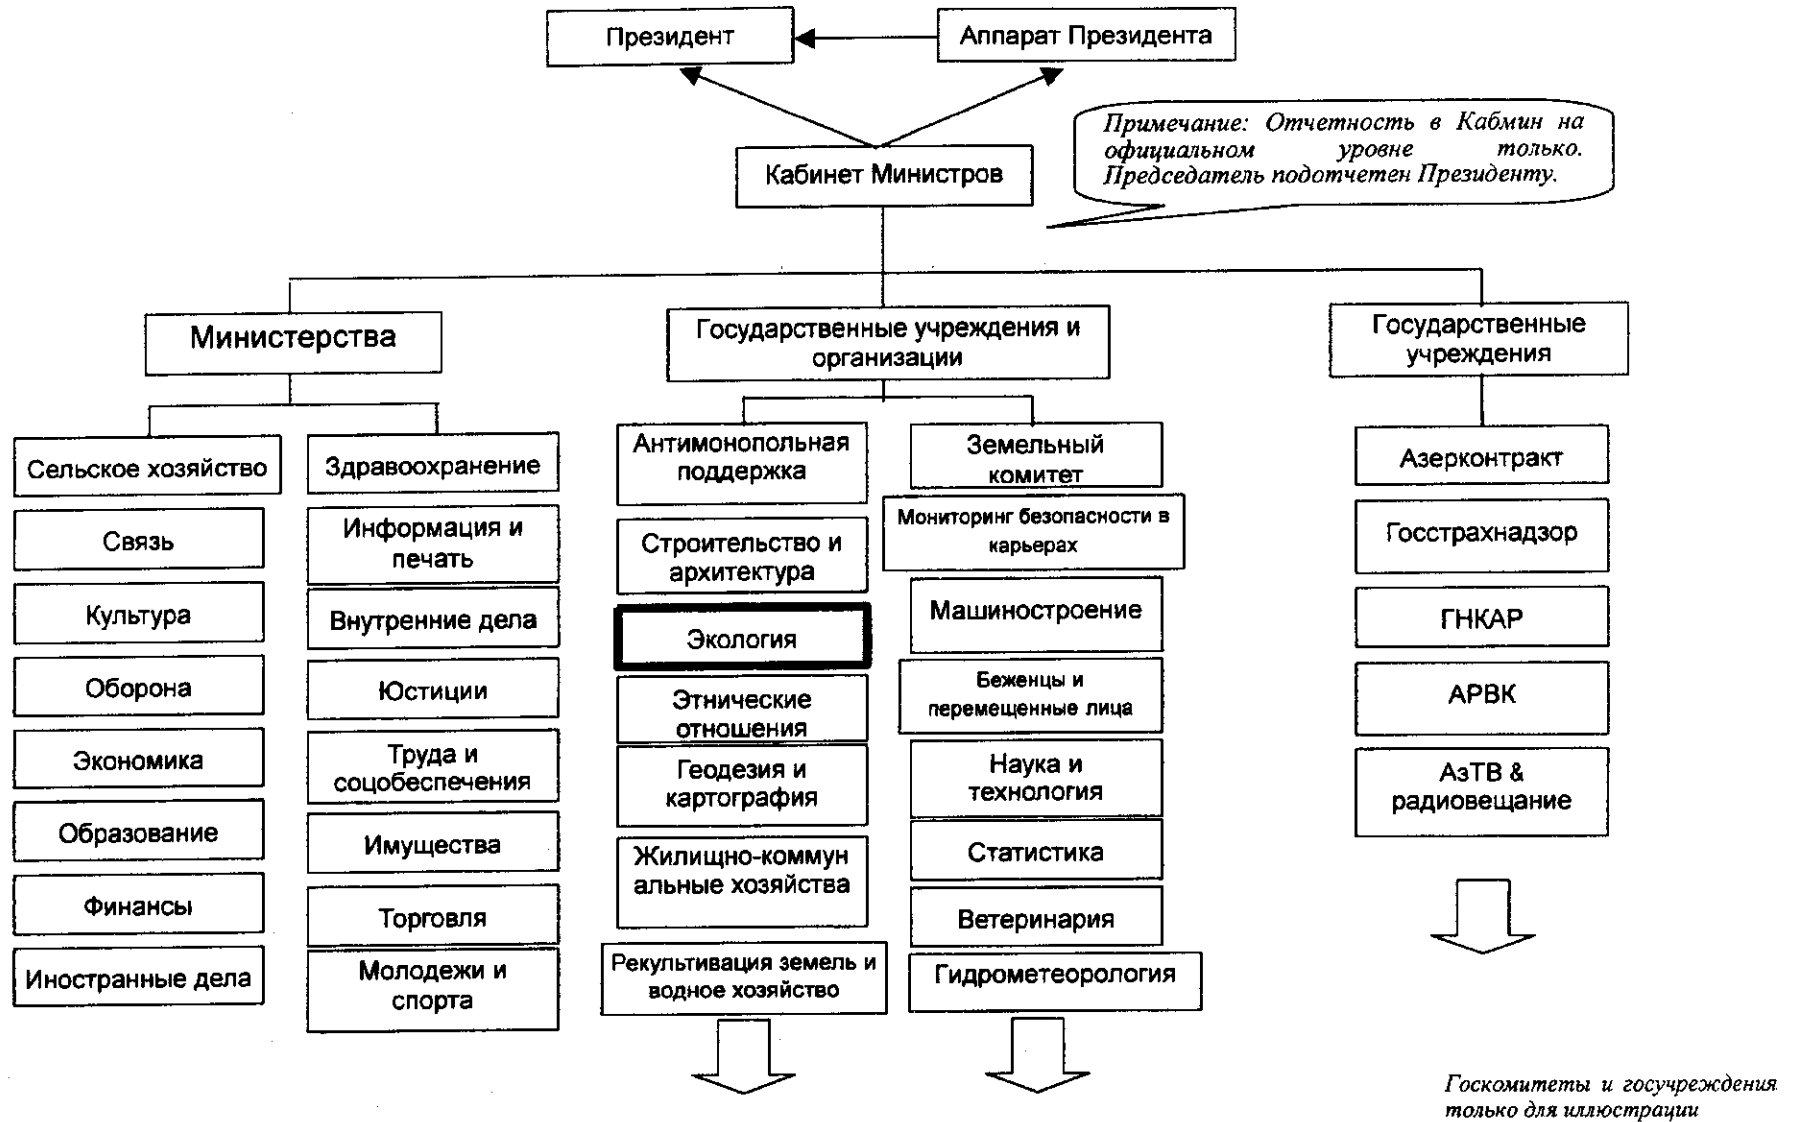 Президент
Аппарат Президента
Примечание: Отчетность в Кабмин на
официальном уровне только.
Председатель подотчетен Президенту.
Кабинет Министров
Министерства
Государственные учреждения и
организации
Государственные
учреждения
Сельское хозяйство
Связь
Культура
Оборона
Экономика
Образование
Финансы
Иностранные дела
Здравоохранение
Информация и
печать
Внутренние дела
Юстиции
Труда и
соцобеспечения
Имущества
Торговля
Молодежи и
спорта
Антимонопольная
поддержка
Строительство и
архитектура
Экология
Этнические
отношения
Геодезия и
картография
Жилищно-коммун
альные хозяйства
Рекультивация земель и
водное хозяйство
Земельный
комитет
Мониторинг безопасности в
карьерах
Машиностроение
Беженцы и
перемещенные лица
Наука и
технология
Статистика
Ветеринария
Гидрометеорология
Азерконтракт
Госстрахнадзор
ГНКАР
АРВК
АзТВ &
радиовещание
Госкомитеты и госучреждения
только для иллюстрации